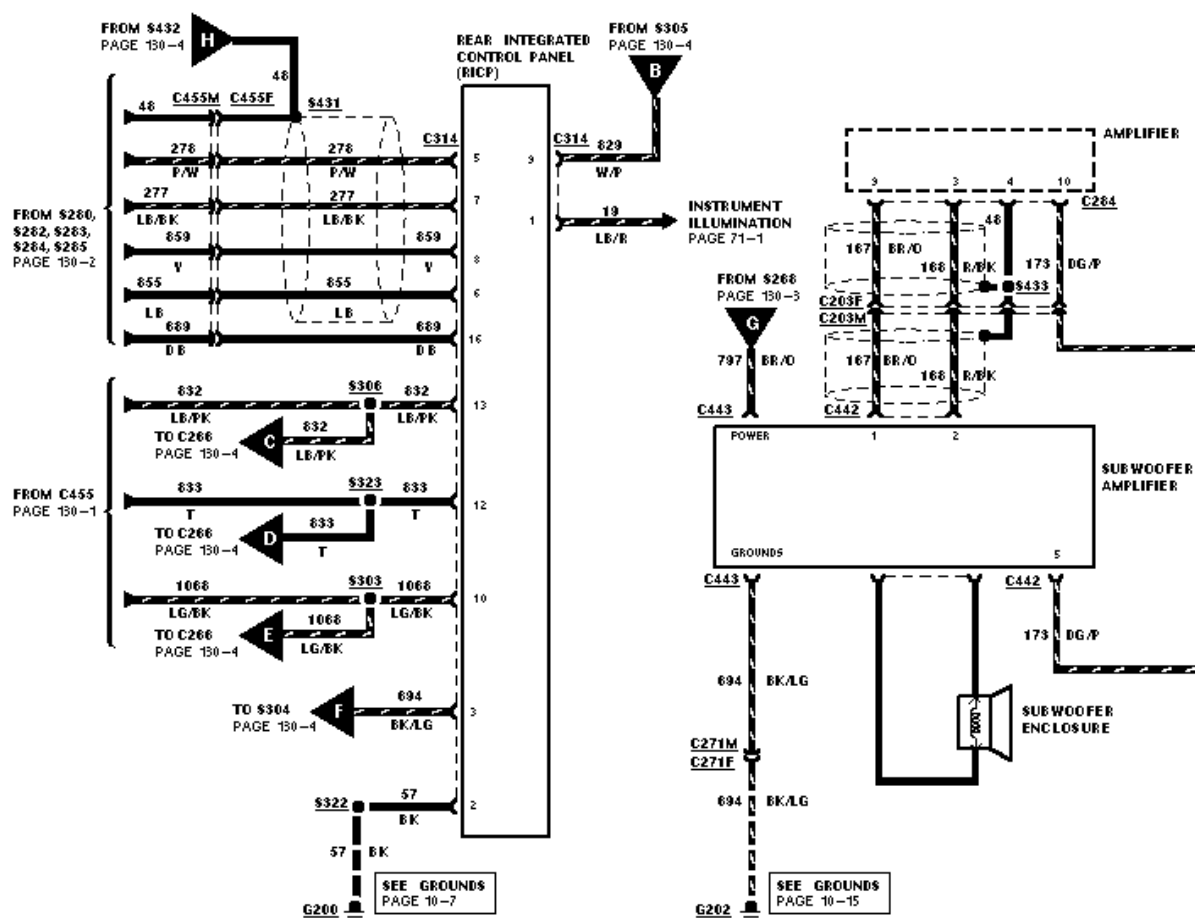 FROM S432
PAGE 130-4
H
48
REAR INTEGRATED
CONTROL PANEL
(RICP)
FROM S305
PAGE 130-4
B
48
C455M
C455F
S431
278
P/W
278
P/W
C314
5
277
LB/BK
277
LB/BK
7
FROM S280,
S282, S283,
S284, S285
PAGE 130-2
859
V
859
V
8
855
LB
855
LB
6
689
DB
689
DB
16
9
C314
829
W/P
1
19
LB/R
INSTRUMENT
ILLUMINATION
PAGE 71-1
832
LB/PK
S306
832
LB/PK
13
TO C266
PAGE 130-4
C
832
LB/PK
FROM C455
PAGE 130-1
833
T
S323
833
T
12
TO C266
PAGE 130-4
D
833
T
1068
LG/BK
S303
1068
LG/BK
10
TO C266
PAGE 130-4
E
1068
LG/BK
TO S304
PAGE 130-4
F
694
BK/LG
3
S322
57
BK
2
57
BK
G200
SEE GROUNDS
PAGE 10-7
AMPLIFIER
9
3
4
10
C284
167
BR/O
168
R/BK
48
173
DG/P
S433
C203F
C203M
167
BR/O
168
R/BK
FROM S268
PAGE 130-3
G
797
BR/O
C443
C442
POWER
1
2
SUBWOOFER
AMPLIFIER
GROUNDS
5
C443
C442
173
DG/P
694
BK/LG
SUBWOOFER
ENCLOSURE
C271M
C271F
694
BK/LG
G202
SEE GROUNDS
PAGE 10-15